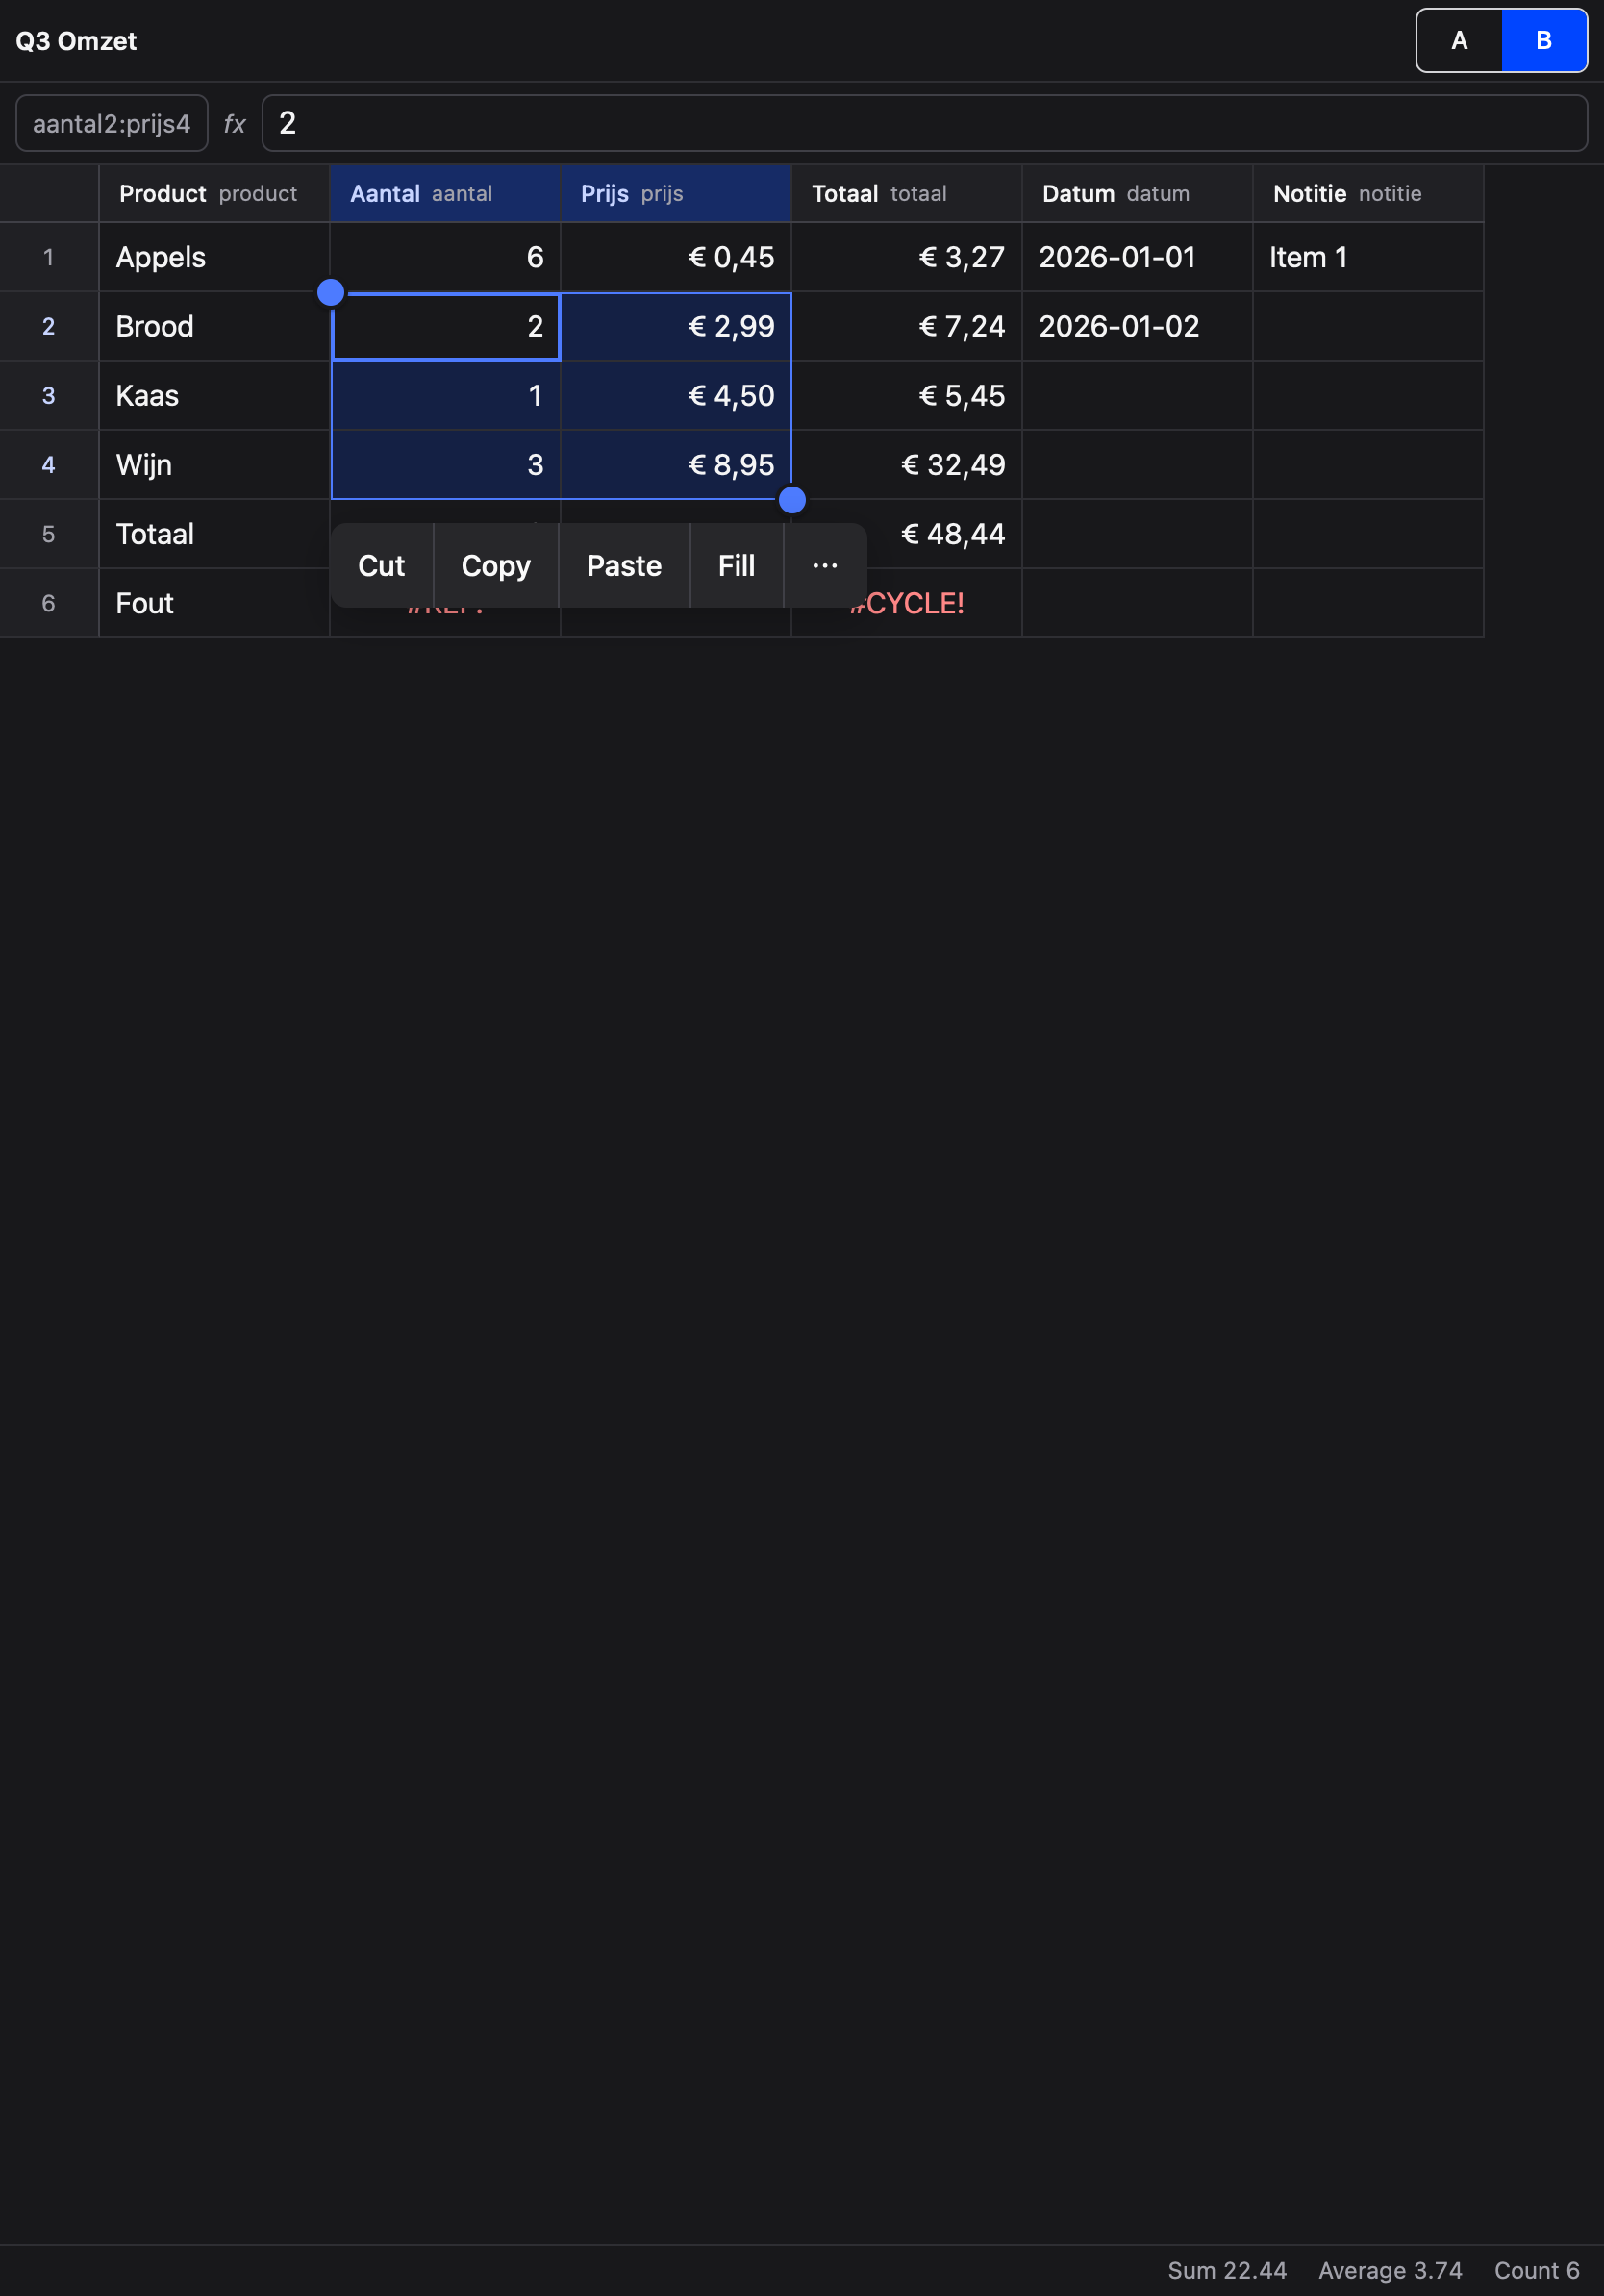 Q3 Omzet A B
aantal2:prijs4 fx 2
Product product Aantal aantal Prijs prijs Totaal totaal Datum datum Notitie notitie
1 Appels 6 € 0,45 € 3,27 2026-01-01 Item 1
2 Brood 2 € 2,99 € 7,24 2026-01-02
3 Kaas 1 € 4,50 € 5,45
4 Wijn 3 € 8,95 € 32,49
5 Totaal € 48,44
Cut Copy Paste Fill ···
6 Fout #CYCLE!
Sum 22.44 Average 3.74 Count 6